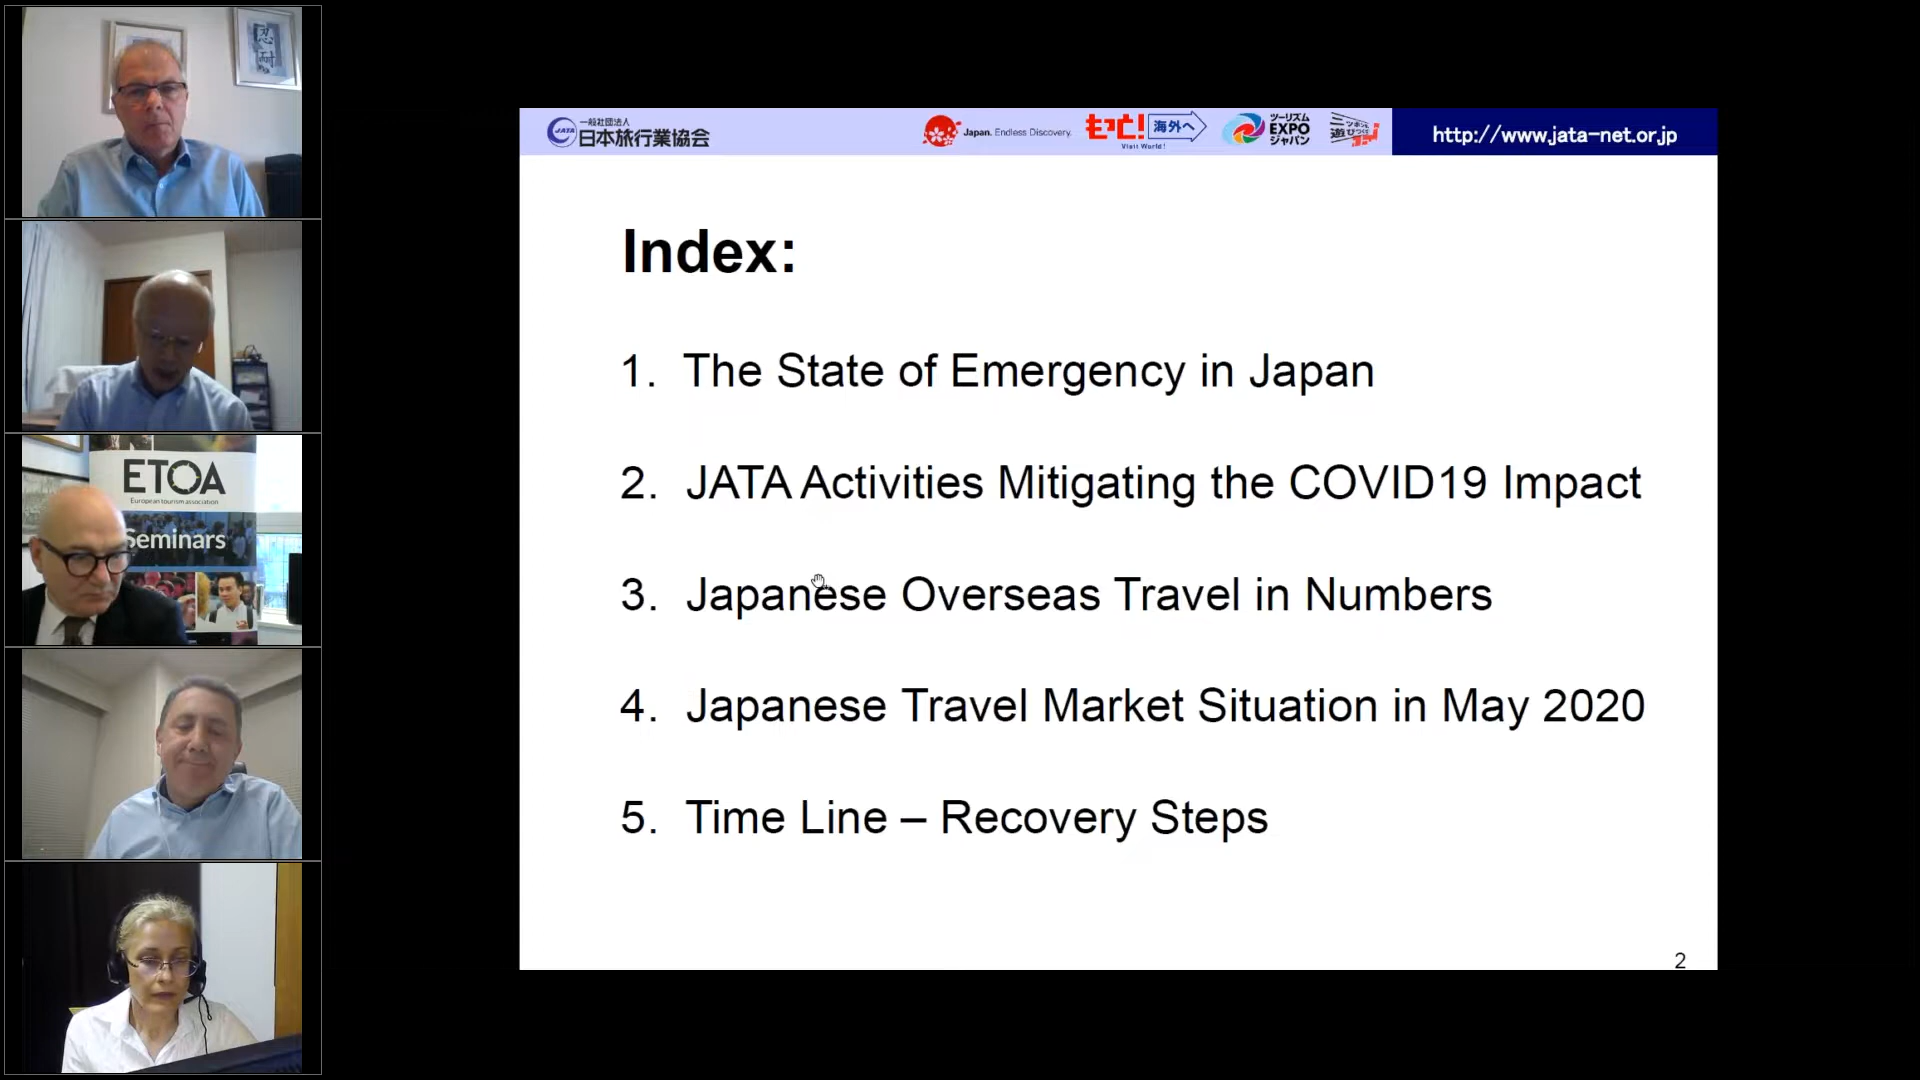 忍耐
ETOA
European tourism association
Seminars
JATA
一般社団法人
日本旅行業協会
Japan. Endless Discovery.
もっと!
海外へ
Visit World!
ツーリズム
EXPO
ジャパン
http://www.jata-net.or.jp
Index:
1. The State of Emergency in Japan
2. JATA Activities Mitigating the COVID19 Impact
3. Japanese Overseas Travel in Numbers
4. Japanese Travel Market Situation in May 2020
5. Time Line – Recovery Steps
2